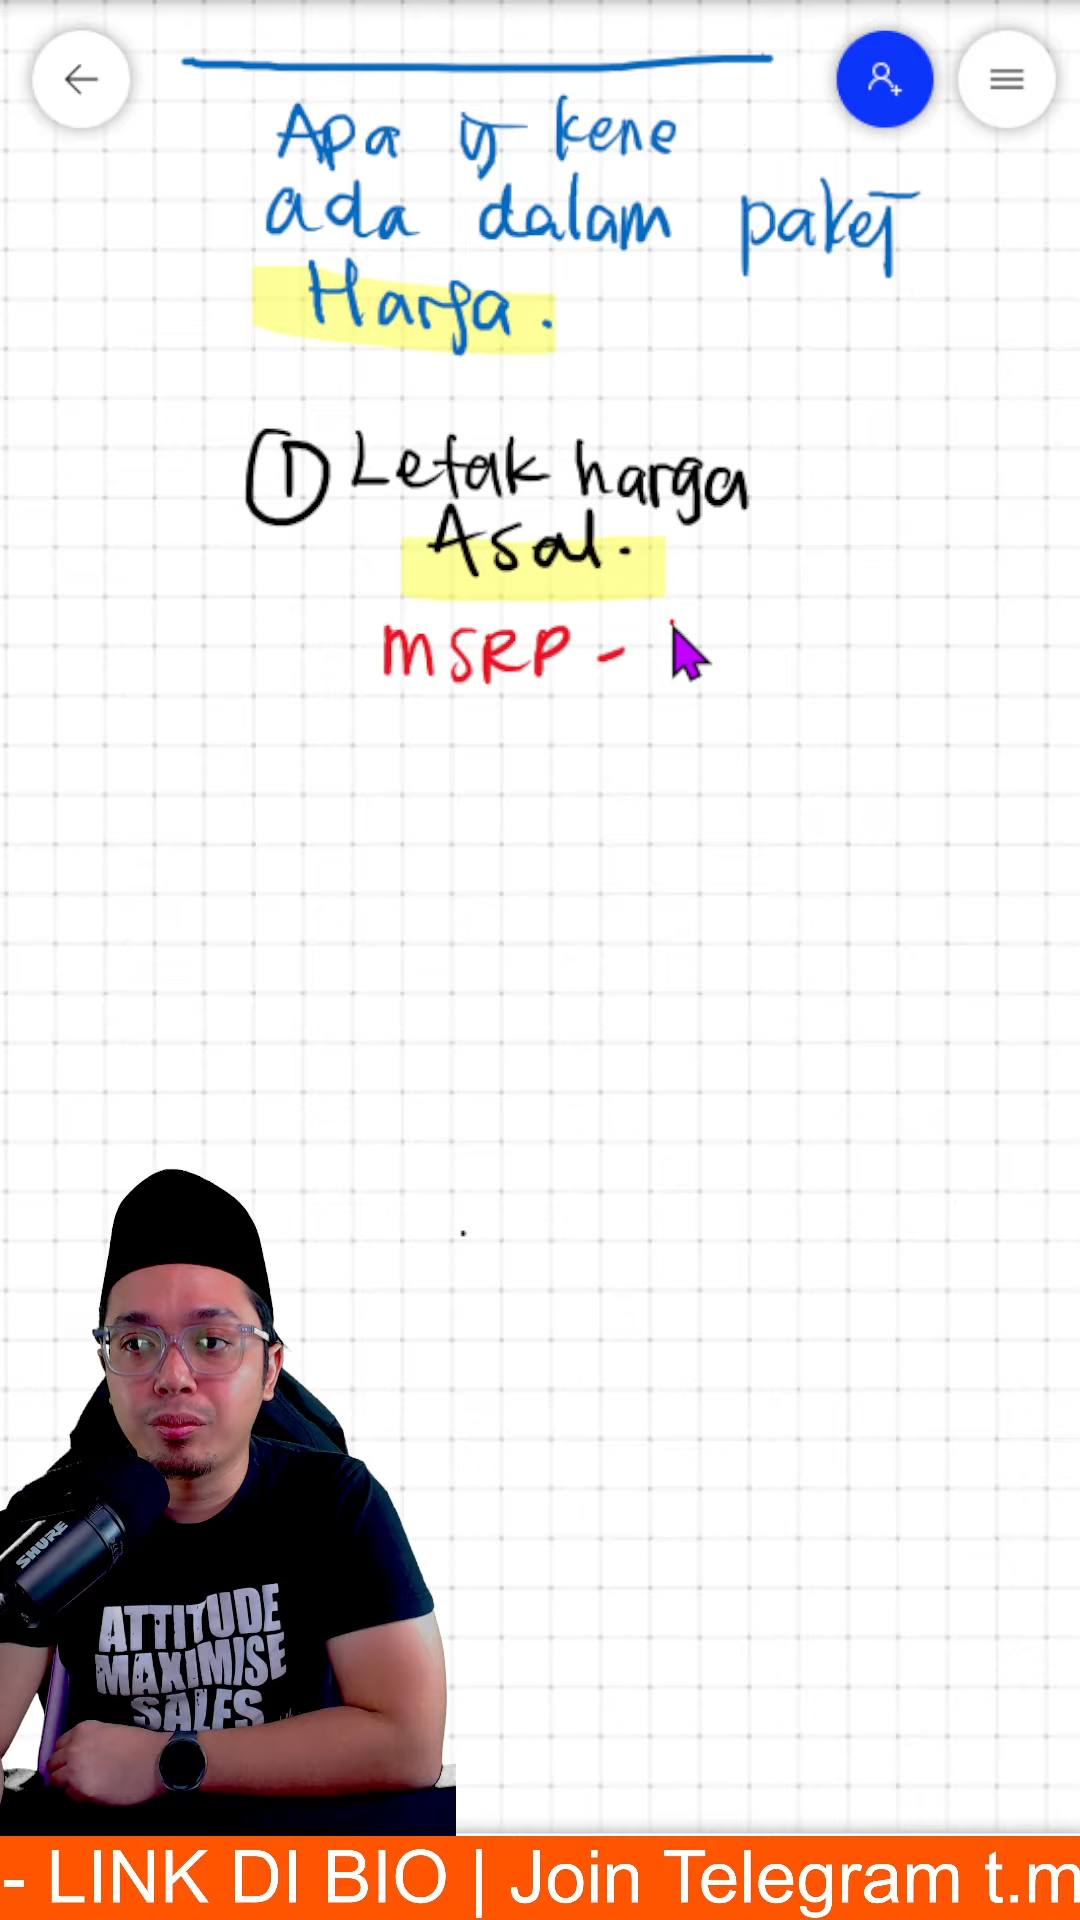 Apa yg kene
ada dalam paket
Harga.
1 Letak harga
Asal.
MSRP -
SHURE
ATTITUDE
MAXIMISE
SALES
- LINK DI BIO | Join Telegram t.m